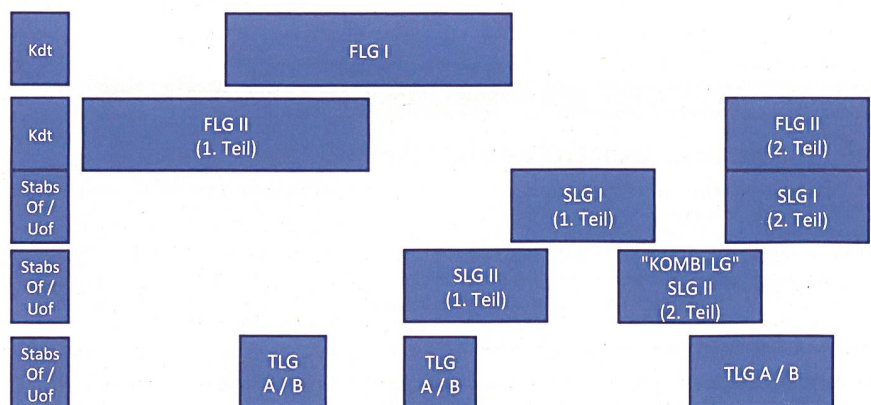 Kdt
FLG I
Kdt
FLG II
(1. Teil)
FLG II
(2. Teil)
Stabs
Of /
Uof
SLG I
(1. Teil)
SLG I
(2. Teil)
Stabs
Of /
Uof
SLG II
(1. Teil)
"KOMBI LG"
SLG II
(2. Teil)
Stabs
Of /
Uof
TLG
A / B
TLG
A / B
TLG A / B